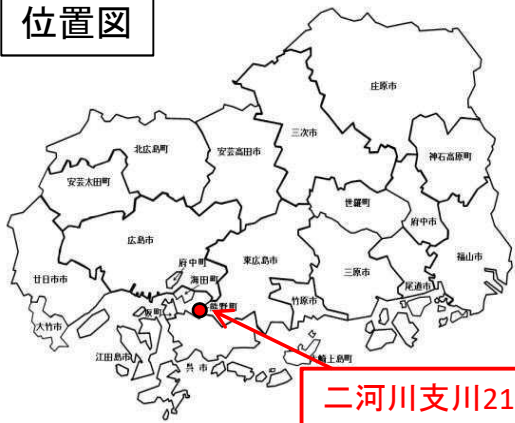 位置図
庄原市
三次市
北広島町
安芸高田市
神石高原町
安芸太田町
世羅町
府中市
広島市
府中町
東広島市
三原市
福山市
海田町
尾道市
廿日市市
竹原市
坂町
熊野町
大竹市
江田島市
大崎上島町
呉市
二河川支川21